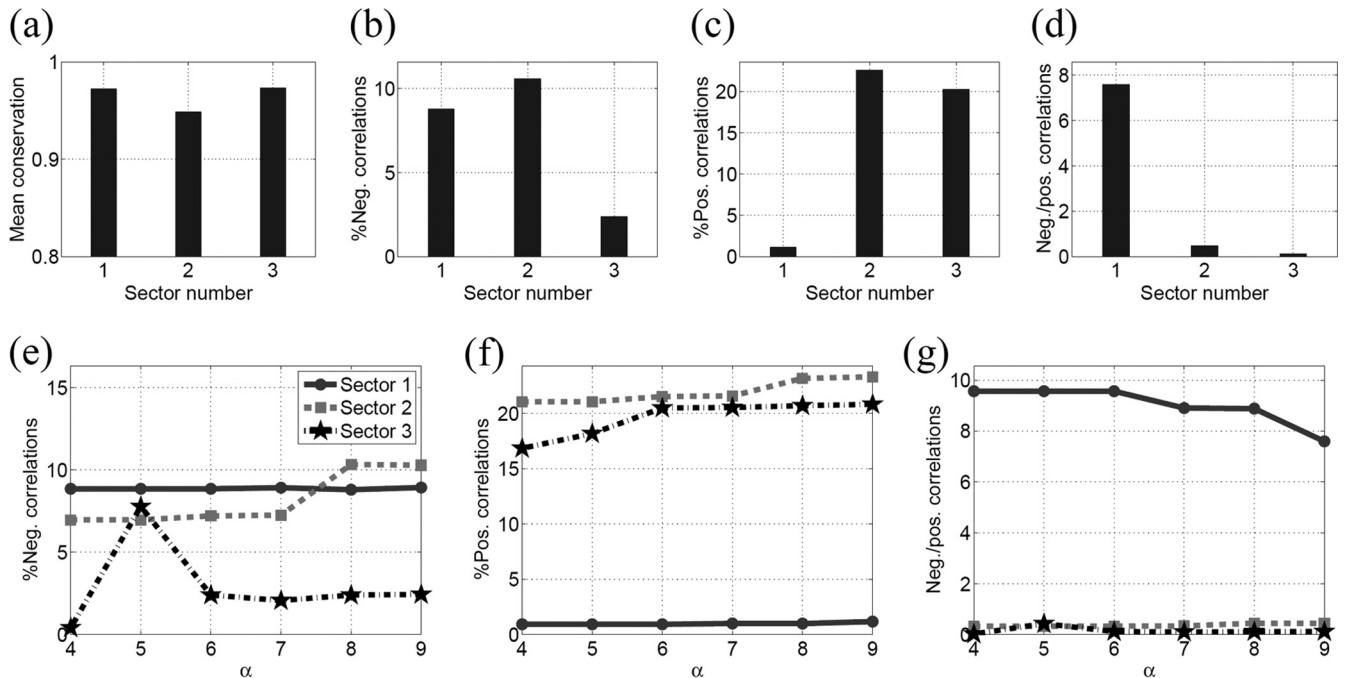 (a)
(b)
(c)
(d)
Mean conservation
1
0.9
0.8
1 2 3
Sector number
%Neg. correlations
10
5
0
1 2 3
Sector number
%Pos. correlations
20
15
10
5
0
1 2 3
Sector number
Neg./pos. correlations
8
6
4
2
0
1 2 3
Sector number
(e)
(f)
(g)
%Neg. correlations
15
10
5
0
Sector 1
Sector 2
Sector 3
4 5 6 7 8 9
α
%Pos. correlations
20
15
10
5
0
4 5 6 7 8 9
α
Neg./pos. correlations
10
8
6
4
2
0
4 5 6 7 8 9
α